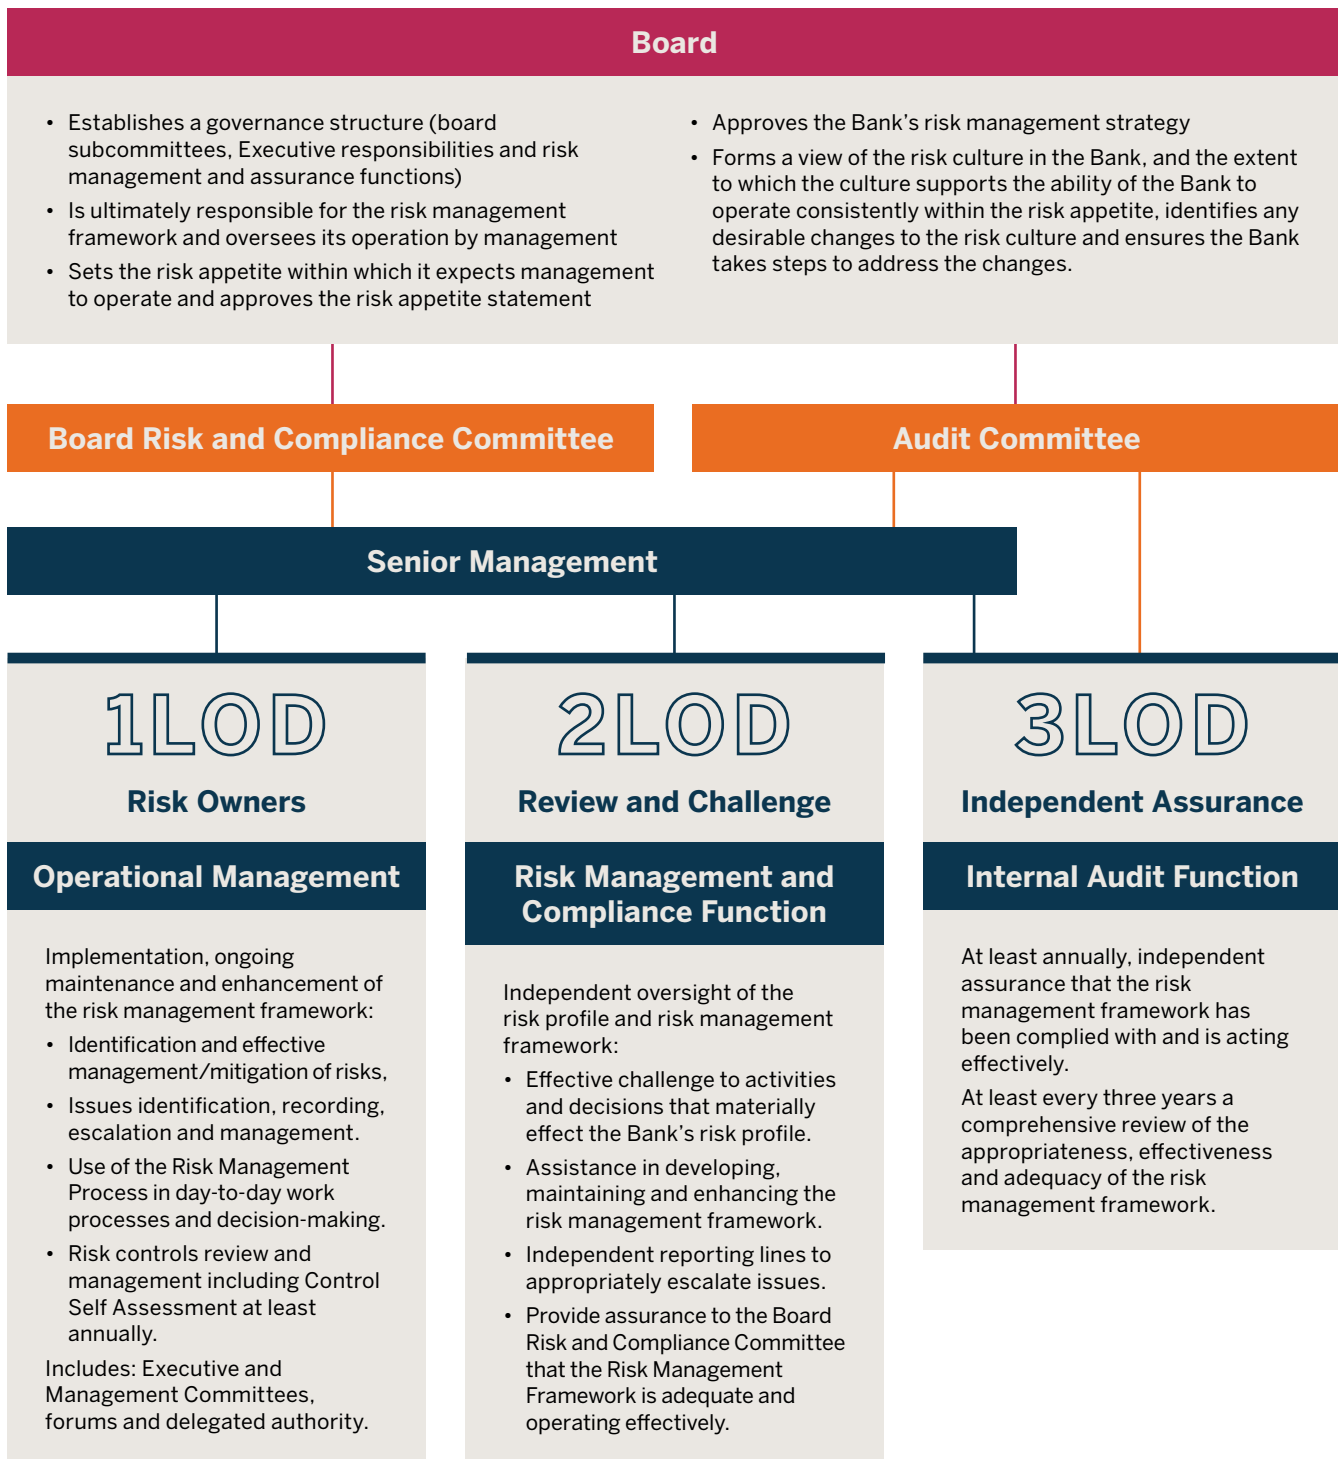 Board
• Establishes a governance structure (board
subcommittees, Executive responsibilities and risk
management and assurance functions)
• Is ultimately responsible for the risk management
framework and oversees its operation by management
• Sets the risk appetite within which it expects management
to operate and approves the risk appetite statement
• Approves the Bank's risk management strategy
• Forms a view of the risk culture in the Bank, and the extent
to which the culture supports the ability of the Bank to
operate consistently within the risk appetite, identifies any
desirable changes to the risk culture and ensures the Bank
takes steps to address the changes.
Board Risk and Compliance Committee
Audit Committee
Senior Management
1LOD
Risk Owners
Operational Management
Implementation, ongoing
maintenance and enhancement of
the risk management framework:
• Identification and effective
management/mitigation of risks,
• Issues identification, recording,
escalation and management.
• Use of the Risk Management
Process in day-to-day work
processes and decision-making.
• Risk controls review and
management including Control
Self Assessment at least
annually.
Includes: Executive and
Management Committees,
forums and delegated authority.
2LOD
Review and Challenge
Risk Management and
Compliance Function
Independent oversight of the
risk profile and risk management
framework:
• Effective challenge to activities
and decisions that materially
effect the Bank's risk profile.
• Assistance in developing,
maintaining and enhancing the
risk management framework.
• Independent reporting lines to
appropriately escalate issues.
• Provide assurance to the Board
Risk and Compliance Committee
that the Risk Management
Framework is adequate and
operating effectively.
3LOD
Independent Assurance
Internal Audit Function
At least annually, independent
assurance that the risk
management framework has
been complied with and is acting
effectively.
At least every three years a
comprehensive review of the
appropriateness, effectiveness
and adequacy of the risk
management framework.